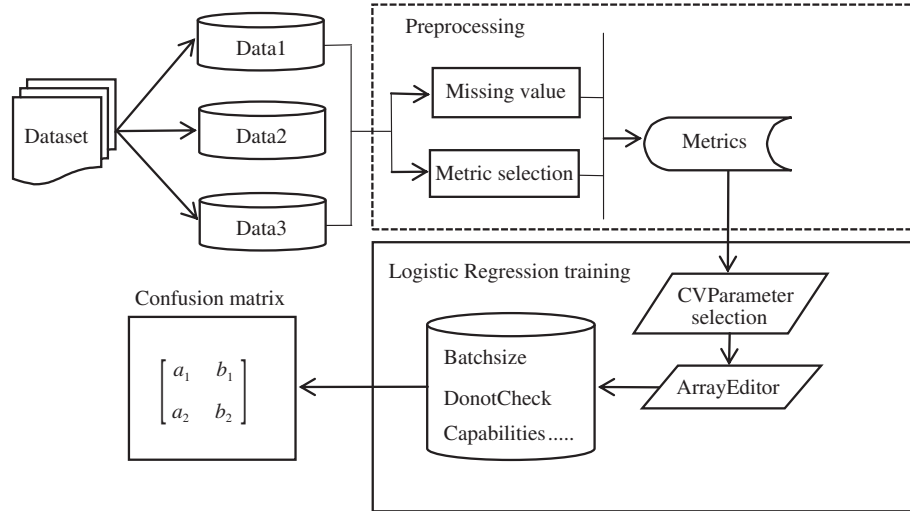 Dataset
Data1
Data2
Data3
Preprocessing
Missing value
Metric selection
Metrics
Logistic Regression training
CVParameter
selection
ArrayEditor
Batchsize
DonotCheck
Capabilities.....
Confusion matrix
a1 b1
a2 b2